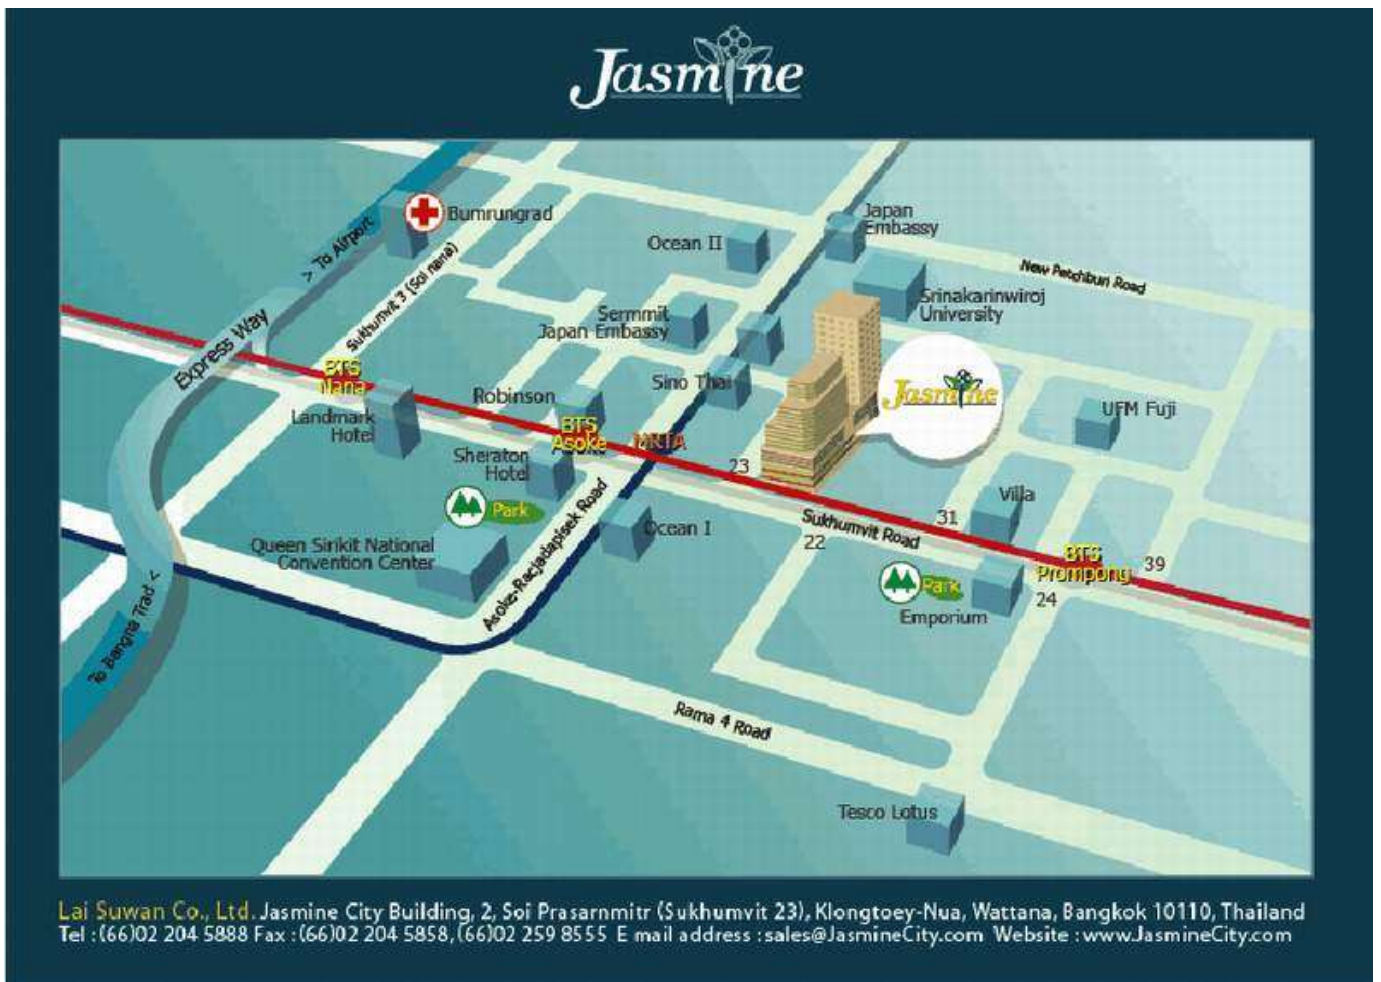 Jasmine
Bumrungrad
Japan
Embassy
Ocean II
> To Airport
Sukhumvit 3 (Soi nana)
New Petchburi Road
Srinakarinwiroj
University
Sermmit
Japan Embassy
Express Way
BTS
Nana
Sino Thai
Jasmine
Robinson
Landmark
Hotel
UFM Fuji
BTS
Asoke
MRTA
Sheraton
Hotel
23
Villa
Park
31
Sukhumvit Road
22
Ocean I
Asoke-Racjadapisek Road
Queen Sirikit National
Convention Center
BTS
Prompong
39
Park
24
Emporium
To Bangna Trad <
Rama 4 Road
Tesco Lotus
Lai Suwan Co., Ltd. Jasmine City Building, 2, Soi Prasarnmitr (Sukhumvit 23), Klongtoey-Nua, Wattana, Bangkok 10110, Thailand
Tel : (66)02 204 5888 Fax : (66)02 204 5858, (66)02 259 8555 E mail address : sales@JasmineCity.com Website : www.JasmineCity.com